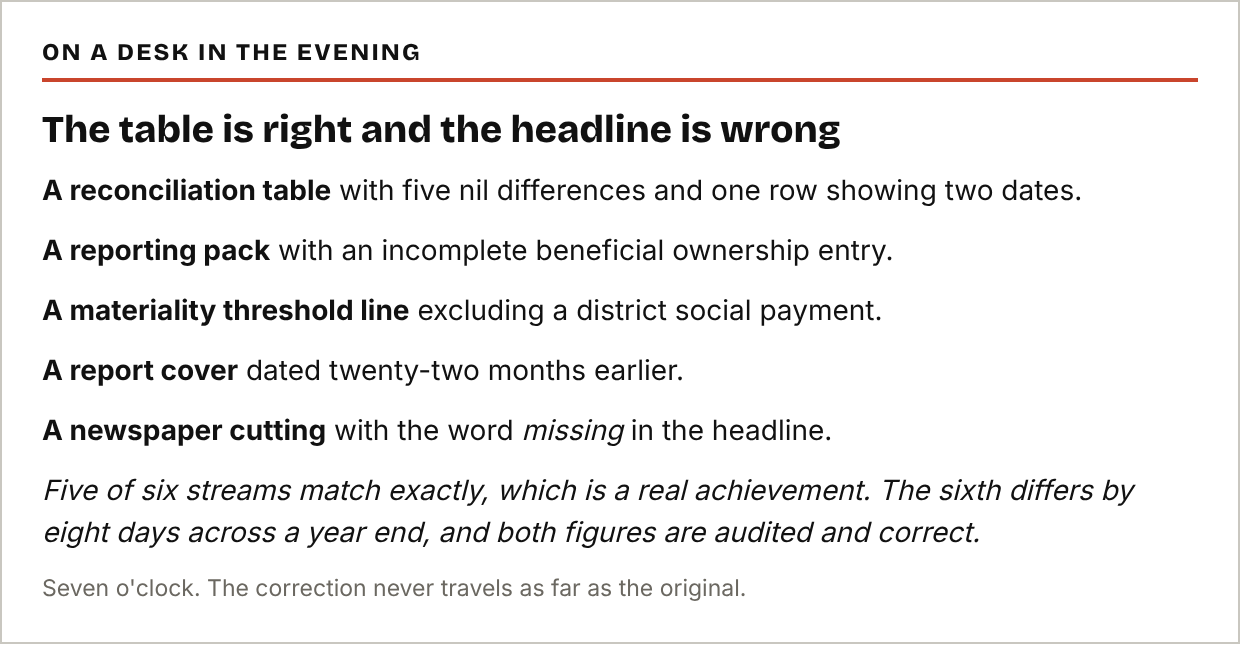 ON A DESK IN THE EVENING
The table is right and the headline is wrong
A reconciliation table with five nil differences and one row showing two dates.
A reporting pack with an incomplete beneficial ownership entry.
A materiality threshold line excluding a district social payment.
A report cover dated twenty-two months earlier.
A newspaper cutting with the word missing in the headline.
Five of six streams match exactly, which is a real achievement. The sixth differs by
eight days across a year end, and both figures are audited and correct.
Seven o'clock. The correction never travels as far as the original.